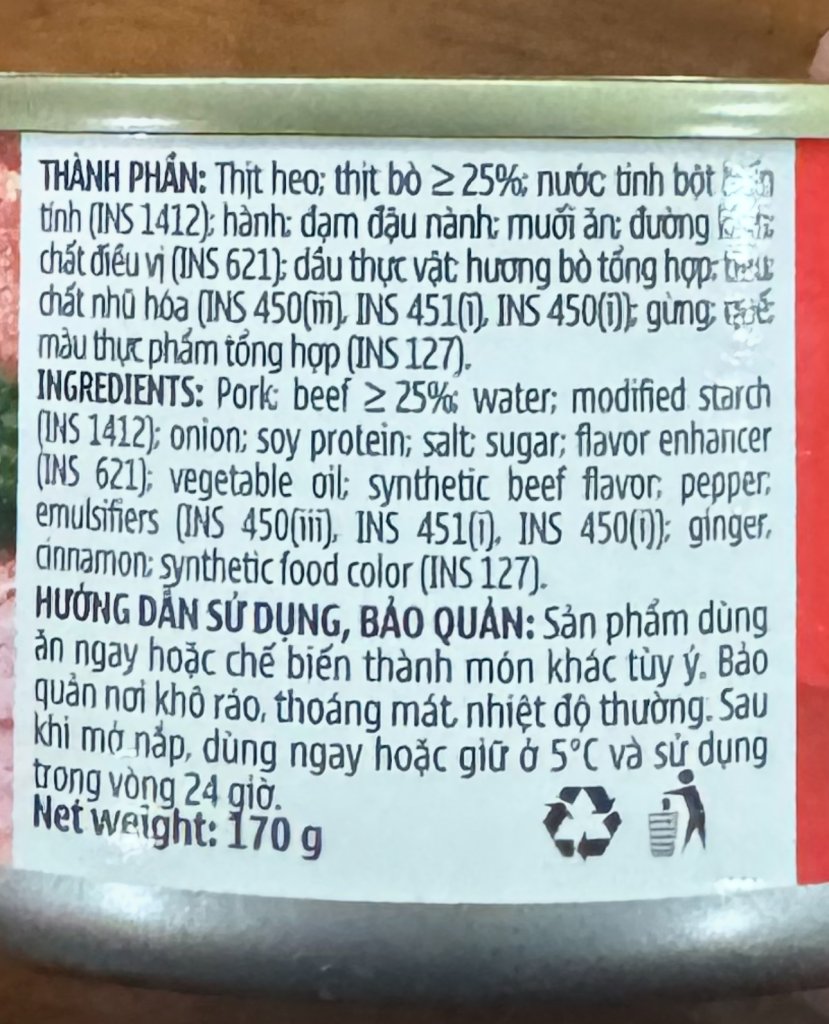 THÀNH PHẦN: Thịt heo; thịt bò ≥ 25%; nước tinh bột
tính (INS 1412); hành; đạm đậu nành; muối ăn; đường
chất điều vị (INS 621); dầu thực vật; hương bò tổng hợp;
chất nhũ hóa (INS 450(iii), INS 451(i), INS 450(i)); gừng;
màu thực phẩm tổng hợp (INS 127).
INGREDIENTS: Pork; beef ≥ 25%; water; modified starch
(INS 1412); onion; soy protein; salt; sugar; flavor enhancer
(INS 621); vegetable oil; synthetic beef flavor; pepper;
emulsifiers (INS 450(iii), INS 451(i), INS 450(i)); ginger,
cinnamon; synthetic food color (INS 127).
HƯỚNG DẪN SỬ DỤNG, BẢO QUẢN: Sản phẩm dùng
ăn ngay hoặc chế biến thành món khác tùy ý. Bảo
quản nơi khô ráo, thoáng mát, nhiệt độ thường. Sau
khi mở nắp, dùng ngay hoặc giữ ở 5°C và sử dụng
trong vòng 24 giờ.
Net weight: 170 g